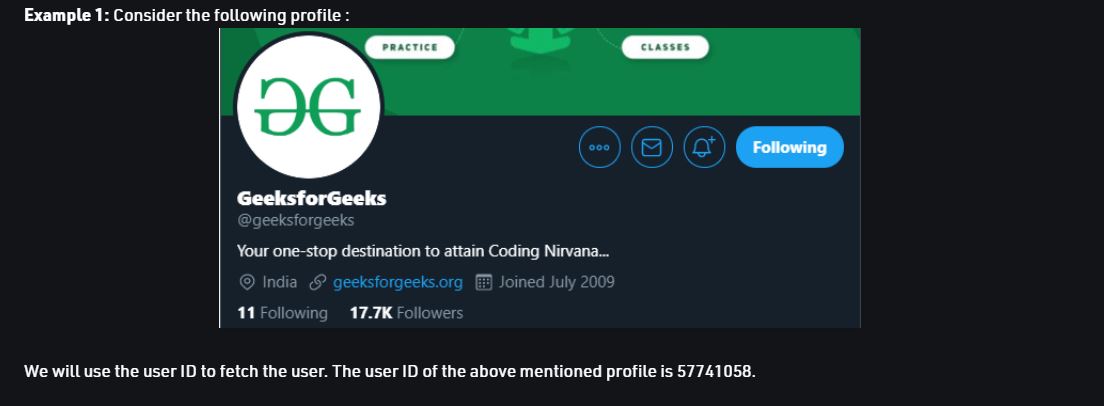 Example 1: Consider the following profile :
PRACTICE
CLASSES
GG
Following
GeeksforGeeks
@geeksforgeeks
Your one-stop destination to attain Coding Nirvana...
India geeksforgeeks.org Joined July 2009
11 Following 17.7K Followers
We will use the user ID to fetch the user. The user ID of the above mentioned profile is 57741058.